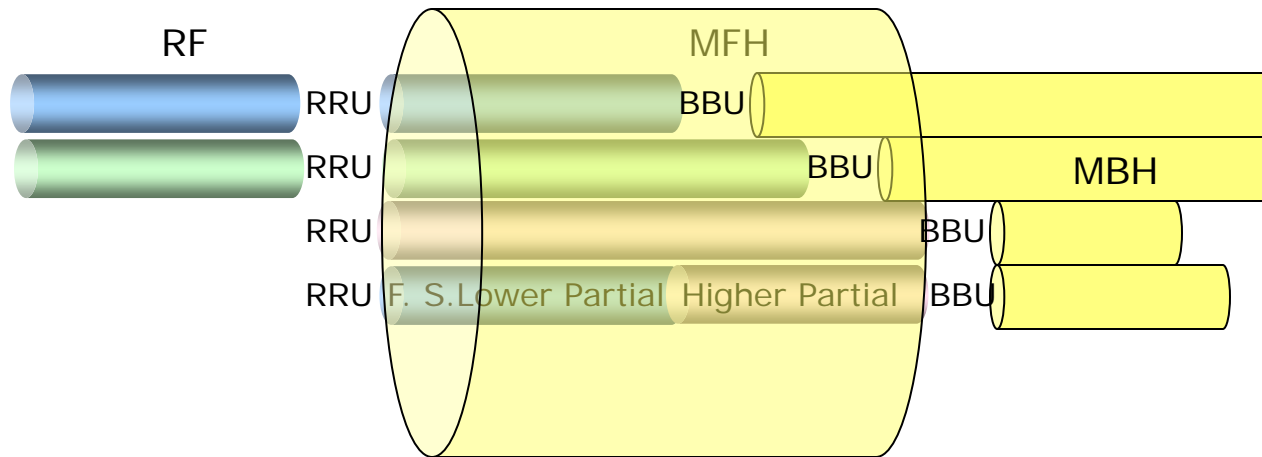 RF MFH
RRU BBU
RRU BBU MBH
RRU BBU
RRU F. S.Lower Partial Higher Partial BBU